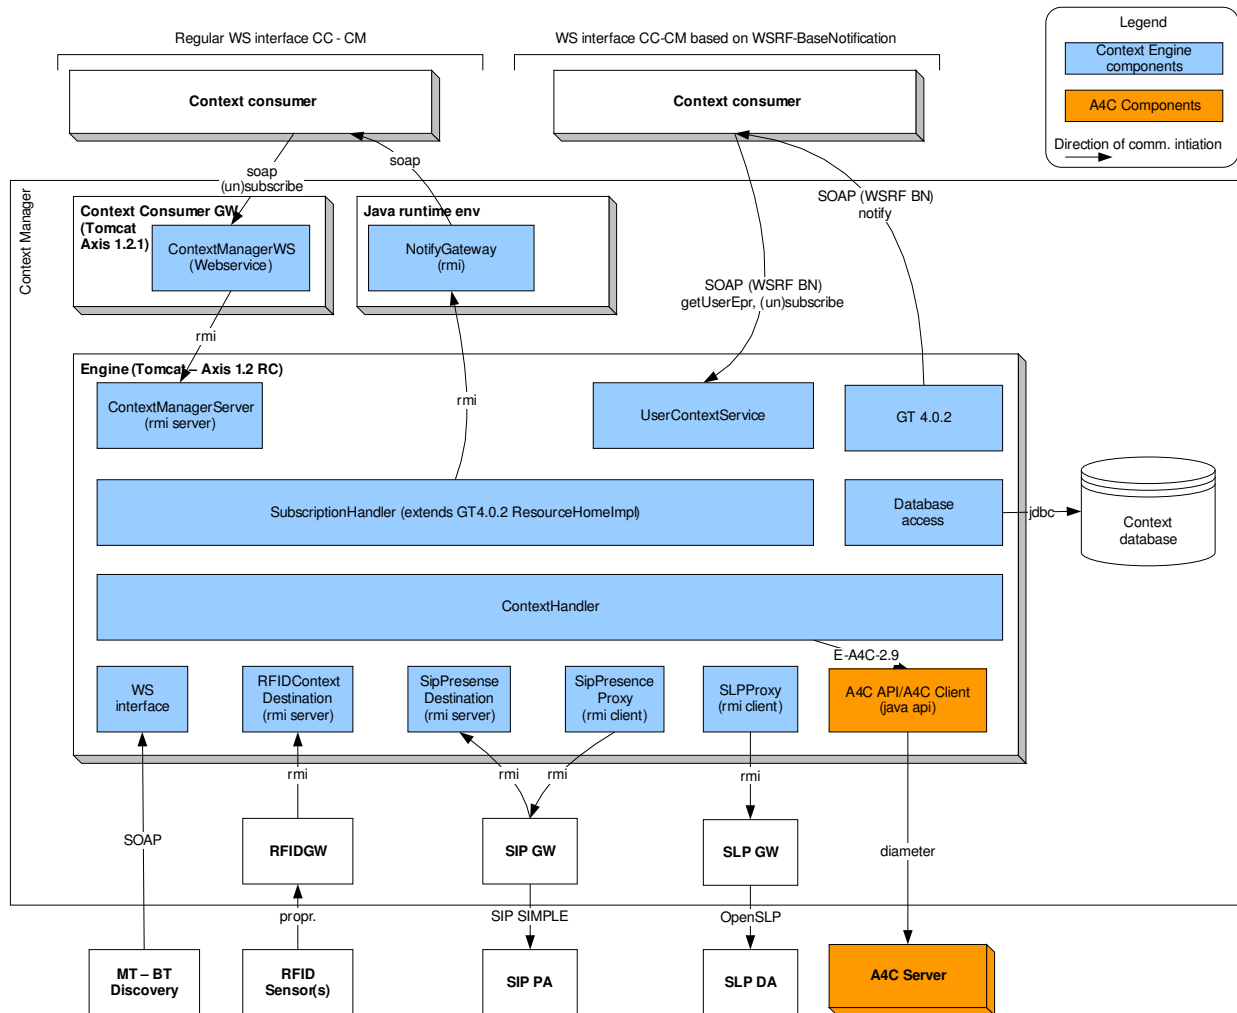 Regular WS interface CC - CM
WS interface CC-CM based on WSRF-BaseNotification
Legend
Context Engine
components
A4C Components
Direction of comm. intiation
Context consumer
Context consumer
soap
(un)subscribe
soap
SOAP (WSRF BN)
notify
Context Manager
Context Consumer GW
(Tomcat
Axis 1.2.1)
ContextManagerWS
(Webservice)
Java runtime env
NotifyGateway
(rmi)
SOAP (WSRF BN)
getUserEpr, (un)subscribe
rmi
rmi
Engine (Tomcat – Axis 1.2 RC)
ContextManagerServer
(rmi server)
UserContextService
GT 4.0.2
SubscriptionHandler (extends GT4.0.2 ResourceHomeImpl)
Database
access
jdbc
Context
database
ContextHandler
E-A4C-2.9
WS
interface
RFIDContext
Destination
(rmi server)
SipPresense
Destination
(rmi server)
SipPresence
Proxy
(rmi client)
SLPProxy
(rmi client)
A4C API/A4C Client
(java api)
rmi
rmi
rmi
rmi
SOAP
RFIDGW
SIP GW
SLP GW
diameter
propr.
SIP SIMPLE
OpenSLP
MT – BT
Discovery
RFID
Sensor(s)
SIP PA
SLP DA
A4C Server